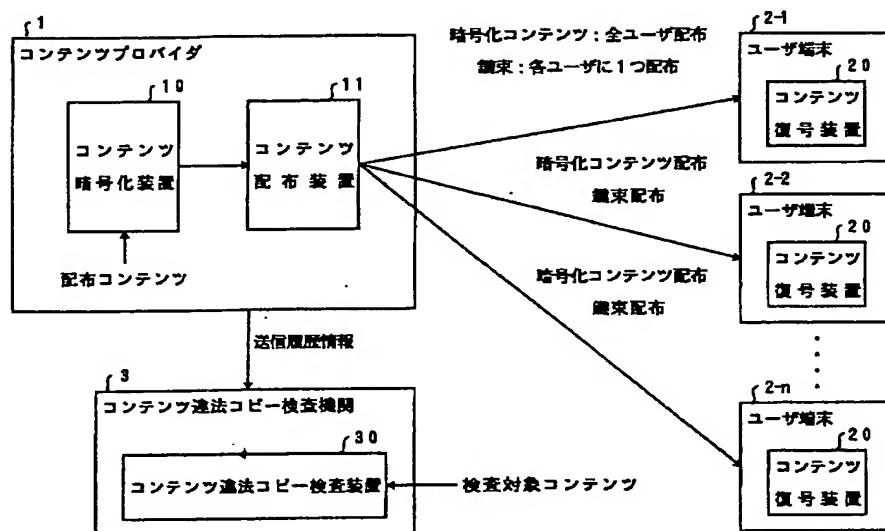 1
コンテンツプロバイダ
10
コンテンツ
暗号化装置
11
コンテンツ
配布装置
配布コンテンツ
暗号化コンテンツ：全ユーザ配布
鍵束：各ユーザに１つ配布
暗号化コンテンツ配布
鍵束配布
暗号化コンテンツ配布
鍵束配布
2-1
ユーザ端末
20
コンテンツ
復号装置
2-2
ユーザ端末
20
コンテンツ
復号装置
2-n
ユーザ端末
20
コンテンツ
復号装置
送信履歴情報
3
コンテンツ違法コピー検査機関
30
コンテンツ違法コピー検査装置
検査対象コンテンツ